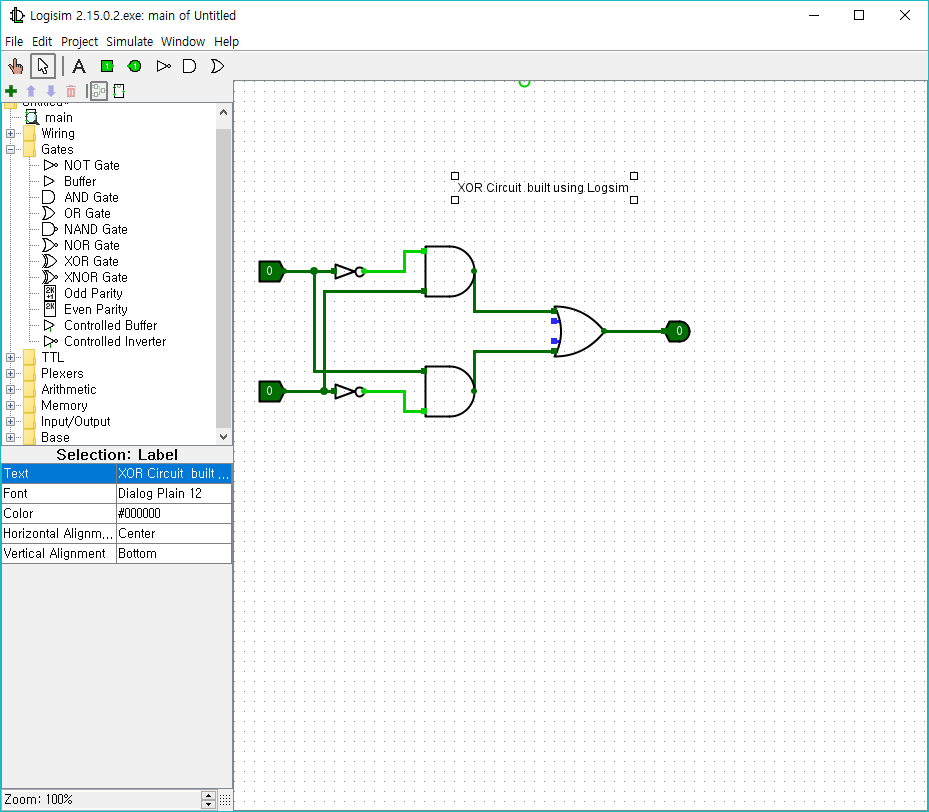 Logisim 2.15.0.2.exe: main of Untitled
File Edit Project Simulate Window Help
A 1 1
Untitled*
main
Wiring
Gates
NOT Gate
Buffer
AND Gate
OR Gate
NAND Gate
NOR Gate
XOR Gate
XNOR Gate
2K+1 Odd Parity
2K Even Parity
Controlled Buffer
Controlled Inverter
TTL
Plexers
Arithmetic
Memory
Input/Output
Base
Selection: Label
Text XOR Circuit  built ...
Font Dialog Plain 12
Color #000000
Horizontal Alignm... Center
Vertical Alignment Bottom
Zoom: 100%
XOR Circuit  built using Logsim
0
0
0